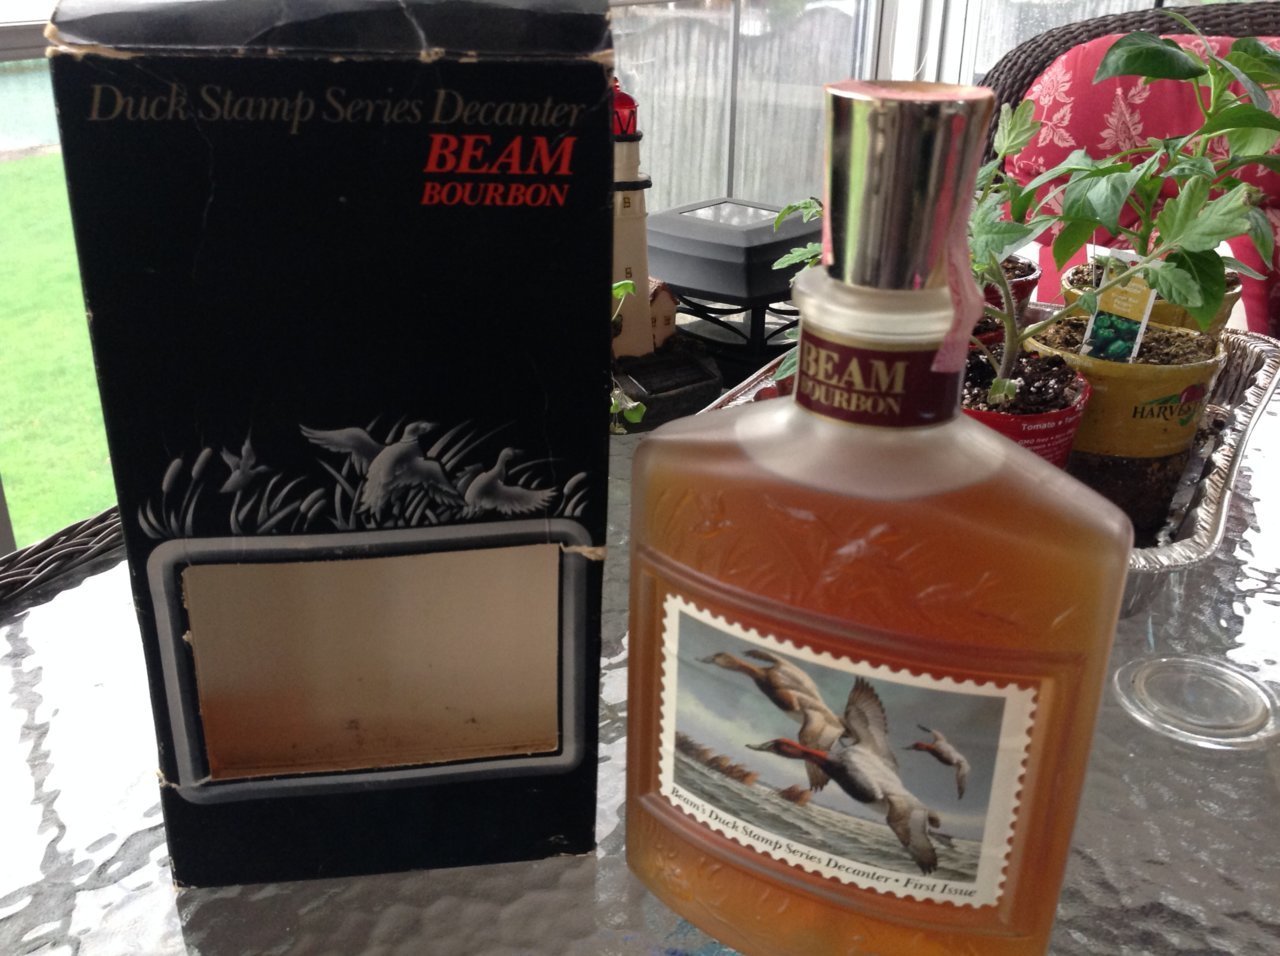 Duck Stamp Series Decanter
BEAM
BOURBON
BEAM
BOURBON
Beam's Duck Stamp Series Decanter • First Issue
Tomato
HARVEST